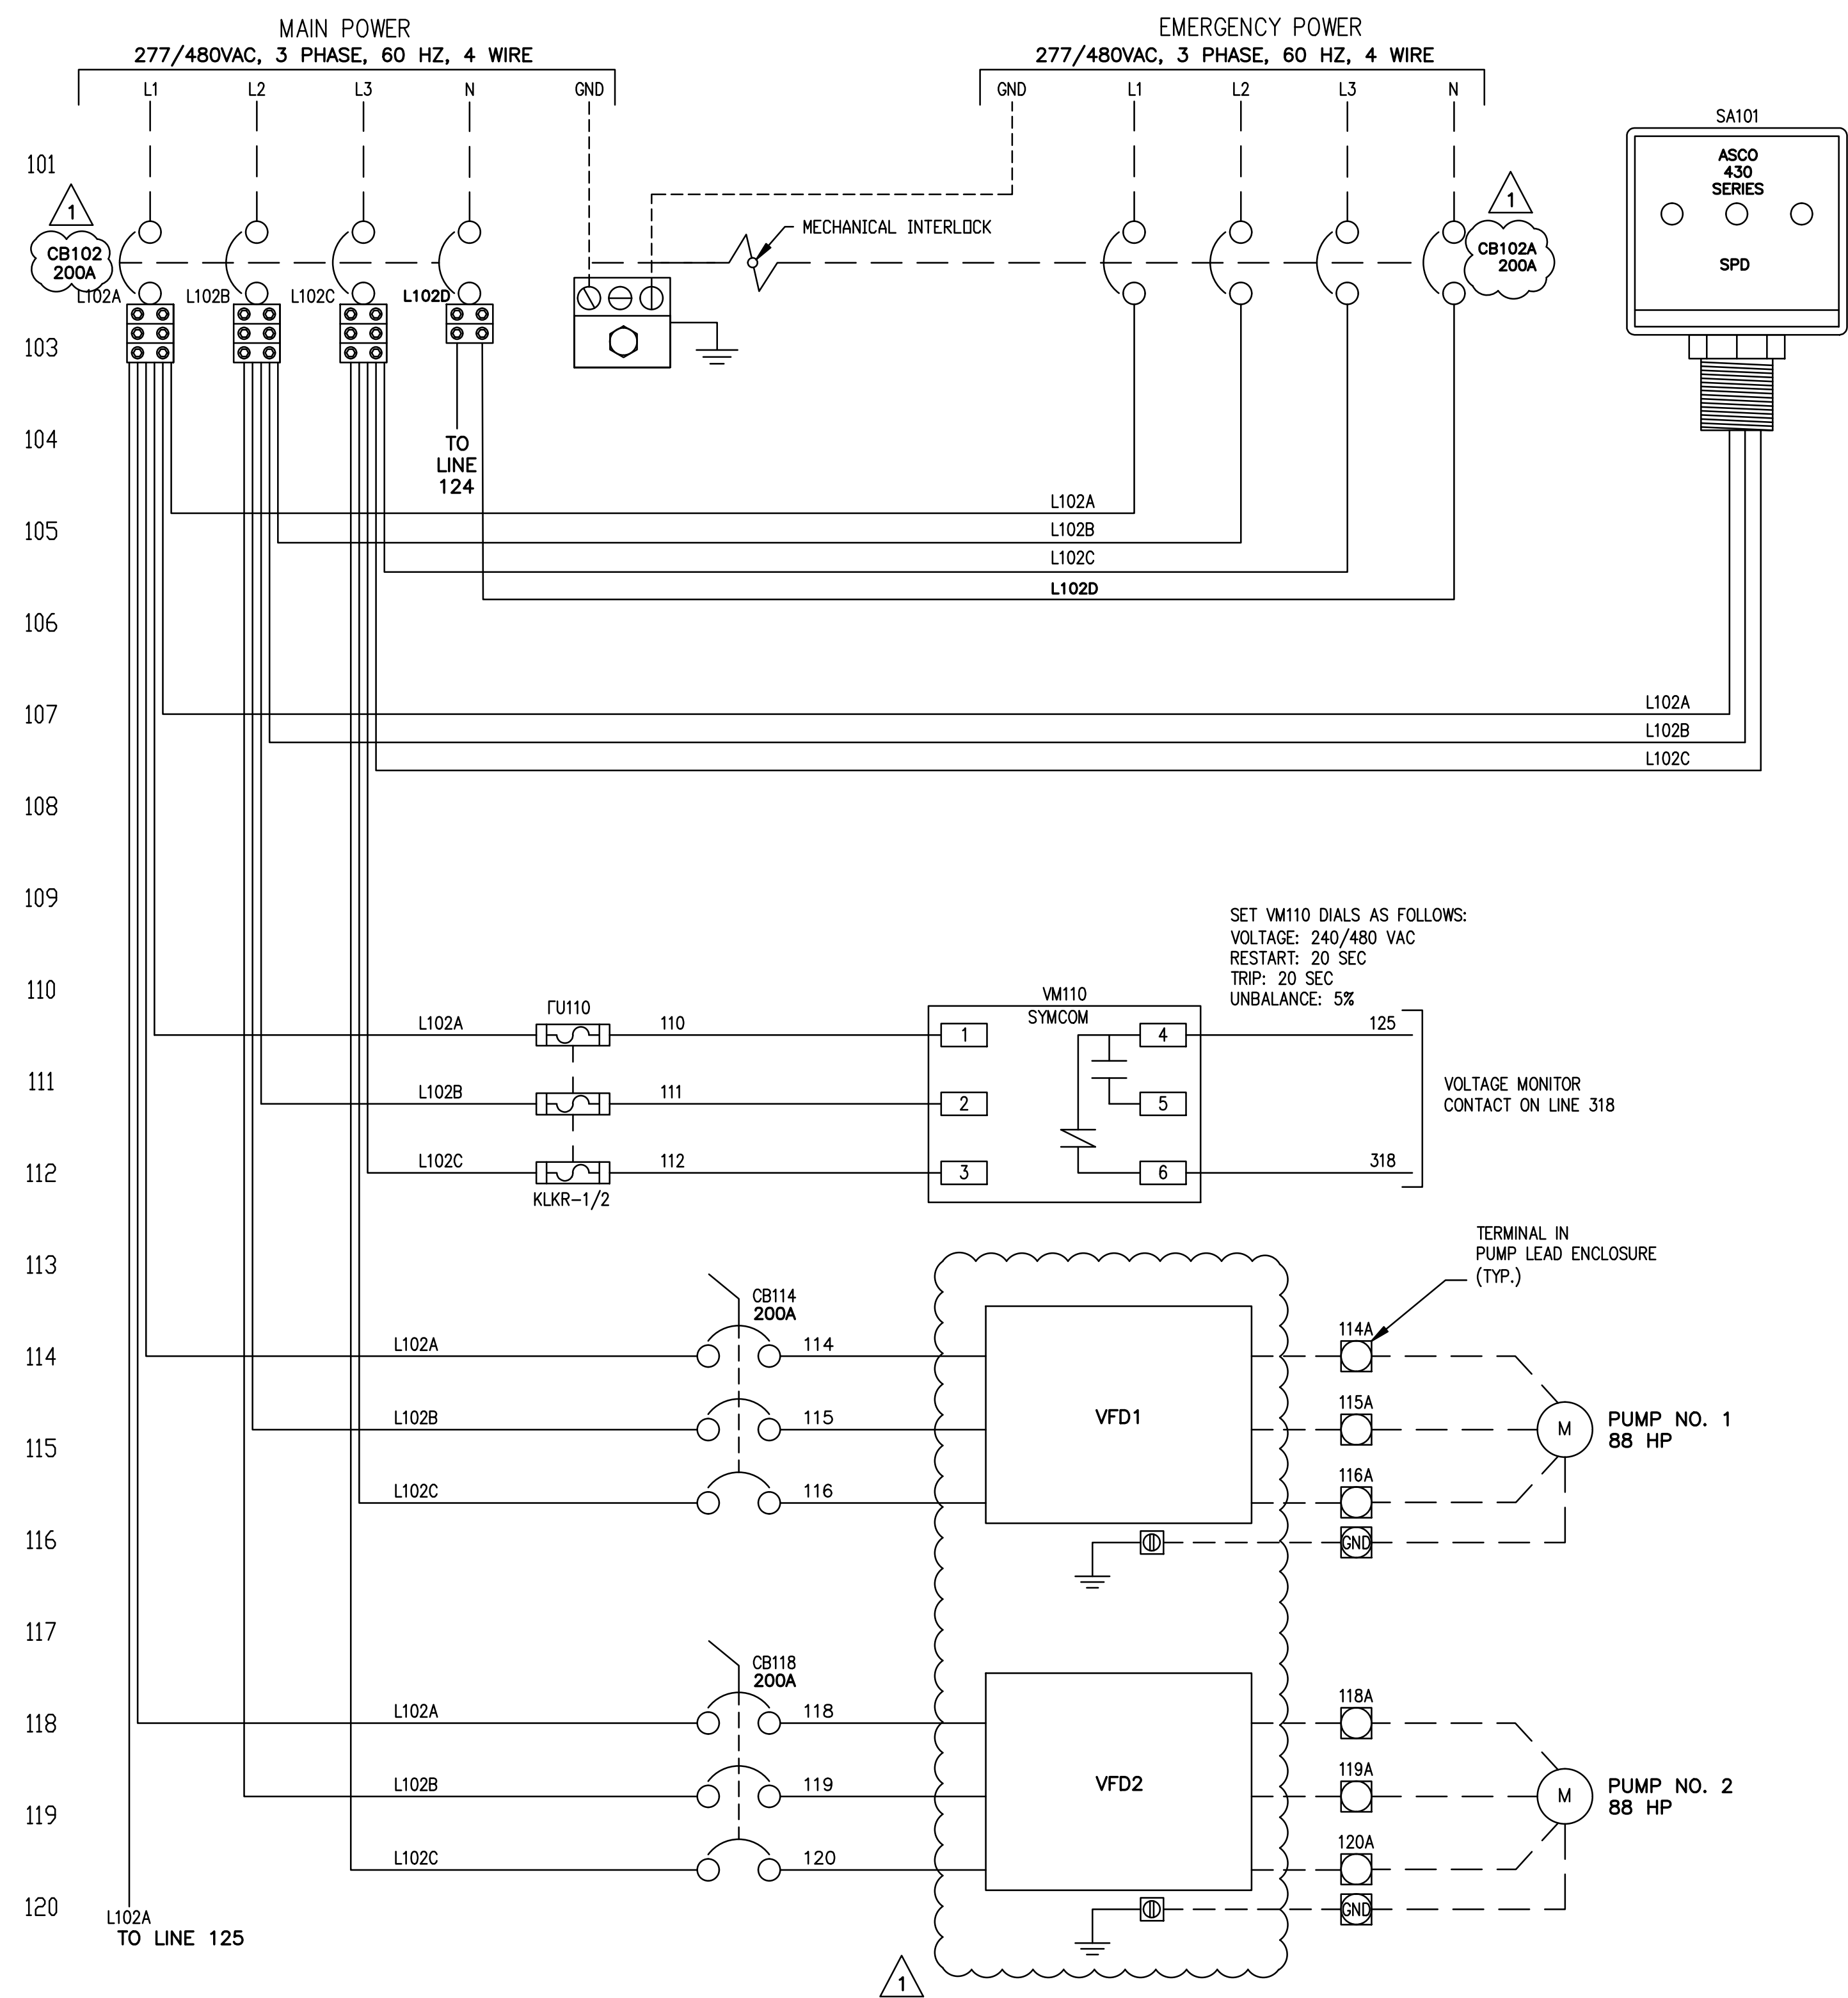 MAIN POWER
277/480VAC, 3 PHASE, 60 HZ, 4 WIRE
L1 L2 L3 N GND
EMERGENCY POWER
277/480VAC, 3 PHASE, 60 HZ, 4 WIRE
GND L1 L2 L3 N
SA101
ASCO
430
SERIES
SPD
101
1
CB102
200A
MECHANICAL INTERLOCK
1
CB102A
200A
L102A L102B L102C L102D
103
104
TO
LINE
124
L102A
105
L102B
L102C
L102D
106
107
L102A
L102B
L102C
108
109
SET VM110 DIALS AS FOLLOWS:
VOLTAGE: 240/480 VAC
RESTART: 20 SEC
TRIP: 20 SEC
UNBALANCE: 5%
110
VM110
SYMCOM
L102A ΓU110 110 1 4 125
111
L102B 111 2 5
VOLTAGE MONITOR
CONTACT ON LINE 318
112
L102C 112 3 6 318
KLKR-1/2
113
TERMINAL IN
PUMP LEAD ENCLOSURE
(TYP.)
CB114
200A
114 L102A 114 114A
L102B 115 VFD1 115A M
PUMP NO. 1
88 HP
115
L102C 116 116A
116
GND
117
CB118
200A
118 L102A 118 118A
L102B 119 VFD2 119A M
PUMP NO. 2
88 HP
119
L102C 120 120A
120
GND
L102A
TO LINE 125
1